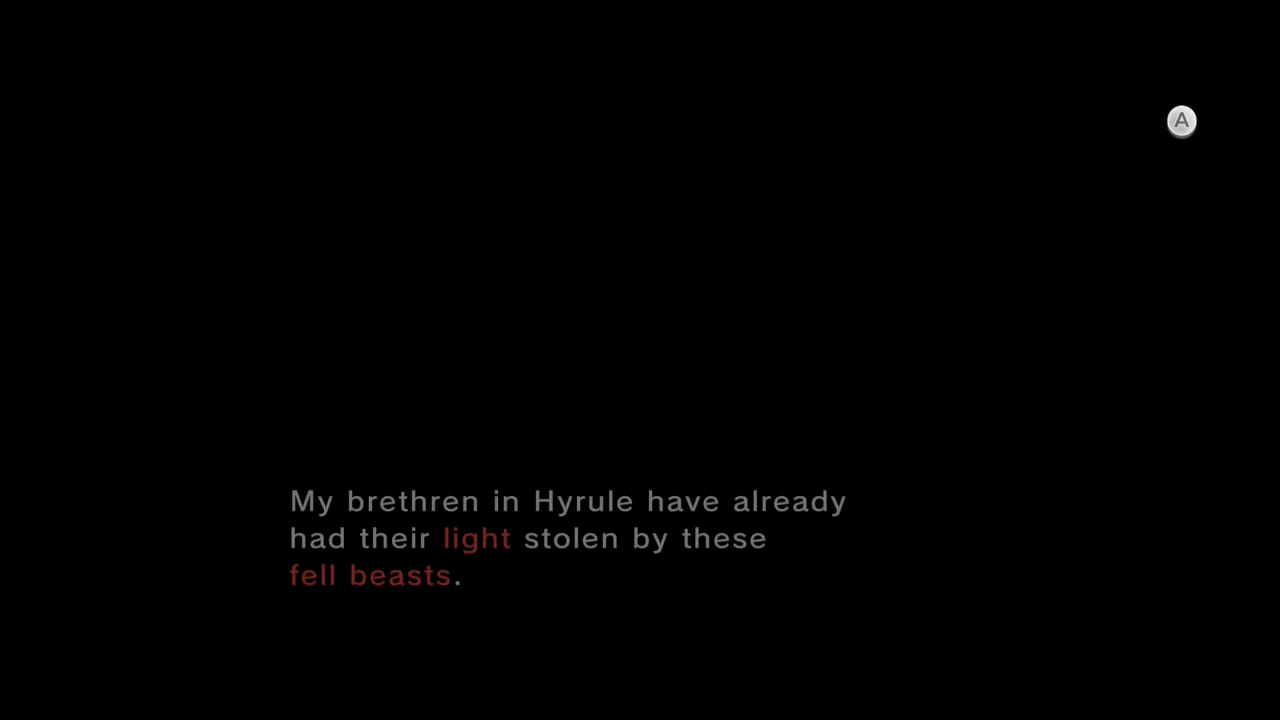 A
My brethren in Hyrule have already
had their light stolen by these
fell beasts.